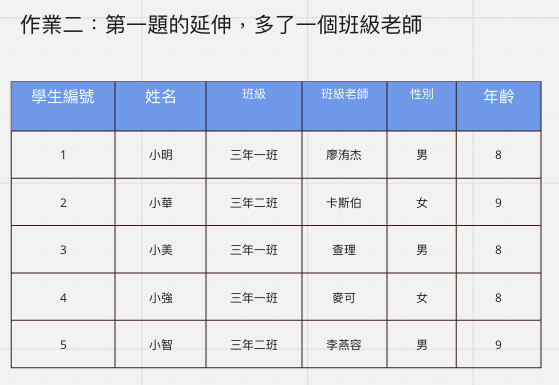 作業二：第一題的延伸，多了一個班級老師
學生編號 姓名 班級 班級老師 性別 年齡
1 小明 三年一班 廖洧杰 男 8
2 小華 三年二班 卡斯伯 女 9
3 小美 三年一班 查理 男 8
4 小強 三年一班 麥可 女 8
5 小智 三年二班 李燕容 男 9